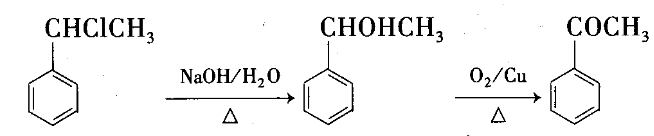 CHClCH₃ CHOHCH₃ COCH₃
NaOH/H₂O O₂/Cu
△ △